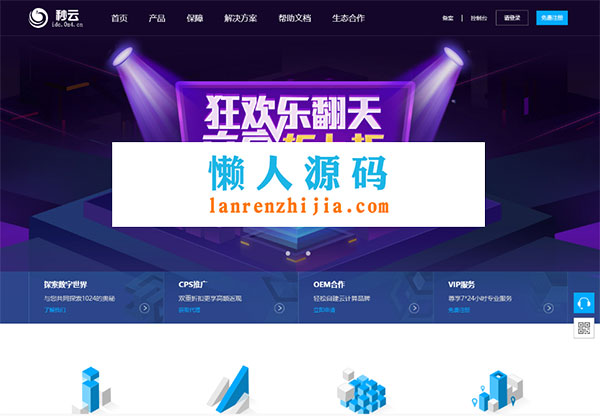 秒云
idc.0z4.cn
首页 产品 保障 解决方案 帮助文档 生态合作
备案 | 控制台 请登录 免费注册
狂欢乐翻天
懒人源码
lanrenzhijia.com
探索数字世界
与您共同探索1024的奥秘
了解我们
CPS推广
双重折扣更享高额返现
获取代理
OEM合作
轻松自建云计算品牌
立即申请
VIP服务
尊享7*24小时专业服务
免费注册